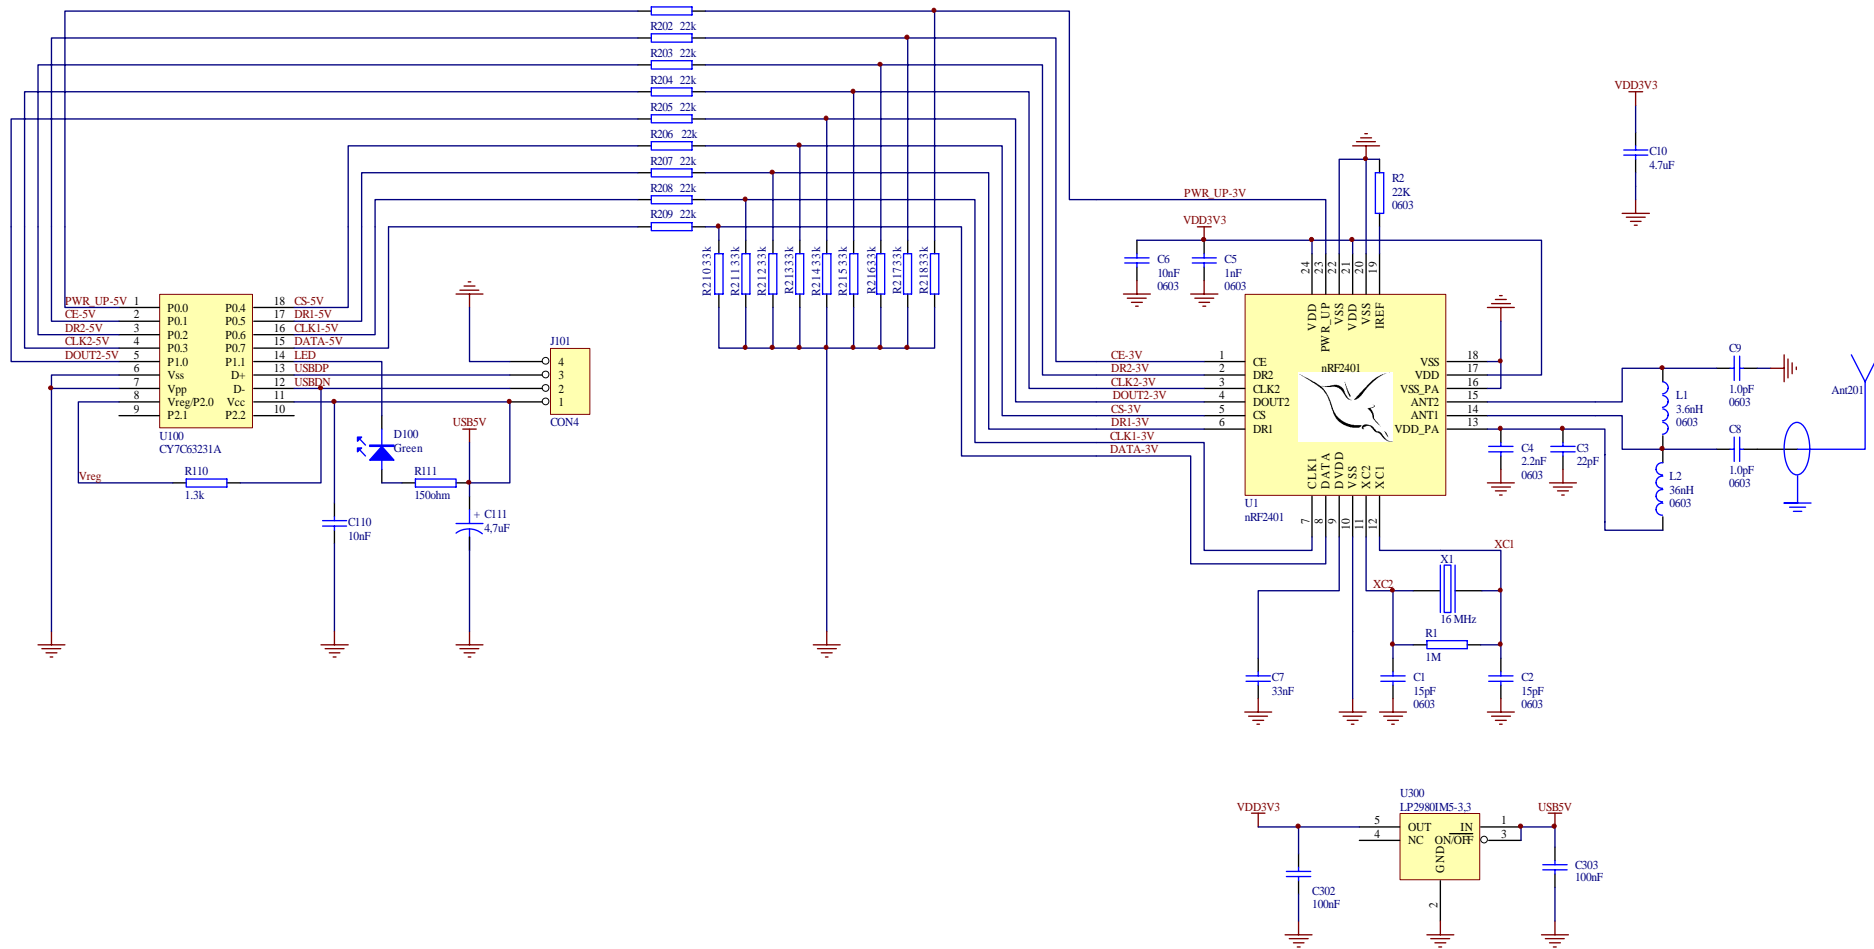 R202 22k
R203 22k
R204 22k
R205 22k
R206 22k
R207 22k
R208 22k
R209 22k
R210 33k
R211 33k
R212 33k
R213 33k
R214 33k
R215 33k
R216 33k
R217 33k
R218 33k
PWR_UP-5V 1 P0.0
CE-5V 2 P0.1
DR2-5V 3 P0.2
CLK2-5V 4 P0.3
DOUT2-5V 5 P1.0
6 Vss
7 Vpp
8 Vreg/P2.0
9 P2.1
P0.4 18 CS-5V
P0.5 17 DR1-5V
P0.6 16 CLK1-5V
P0.7 15 DATA-5V
P1.1 14 LED
D+ 13 USBDP
D- 12 USBDN
Vcc 11
P2.2 10
U100
CY7C63231A
Vreg
R110
1.3k
D100
Green
R111
150ohm
USB5V
+ C111
4,7uF
C110
10nF
J101
4
3
2
1
CON4
PWR_UP-3V
VDD3V3
C6
10nF
0603
C5
1nF
0603
R2
22K
0603
VDD3V3
C10
4.7uF
24 VDD
23 PWR_UP
22 VSS
21 VDD
20 VSS
19 IREF
CE-3V 1 CE
DR2-3V 2 DR2
CLK2-3V 3 CLK2
DOUT2-3V 4 DOUT2
CS-3V 5 CS
DR1-3V 6 DR1
CLK1-3V
DATA-3V
nRF2401
VSS 18
VDD 17
VSS_PA 16
ANT2 15
ANT1 14
VDD_PA 13
CLK1 7
DATA 8
DVDD 9
VSS 10
XC2 11
XC1 12
U1
nRF2401
C4
2.2nF
0603
C3
22pF
L1
3.6nH
0603
L2
36nH
0603
C9
1.0pF
0603
C8
1.0pF
0603
Ant201
XC1
XC2
X1
16 MHz
R1
1M
C7
33nF
C1
15pF
0603
C2
15pF
0603
U300
LP2980IM5-3,3
VDD3V3
USB5V
5 OUT IN 1
4 NC ON/OFF 3
GND
2
C302
100nF
C303
100nF